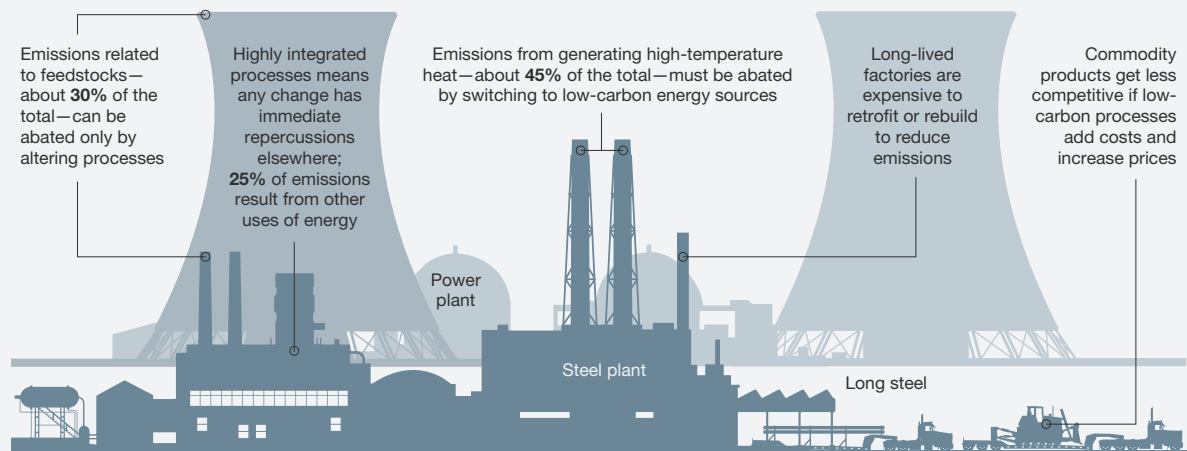 Emissions related
to feedstocks—
about 30% of the
total—can be
abated only by
altering processes
Highly integrated
processes means
any change has
immediate
repercussions
elsewhere;
25% of emissions
result from other
uses of energy
Emissions from generating high-temperature
heat—about 45% of the total—must be abated
by switching to low-carbon energy sources
Long-lived
factories are
expensive to
retrofit or rebuild
to reduce
emissions
Commodity
products get less
competitive if low-
carbon processes
add costs and
increase prices
Power
plant
Steel plant
Long steel